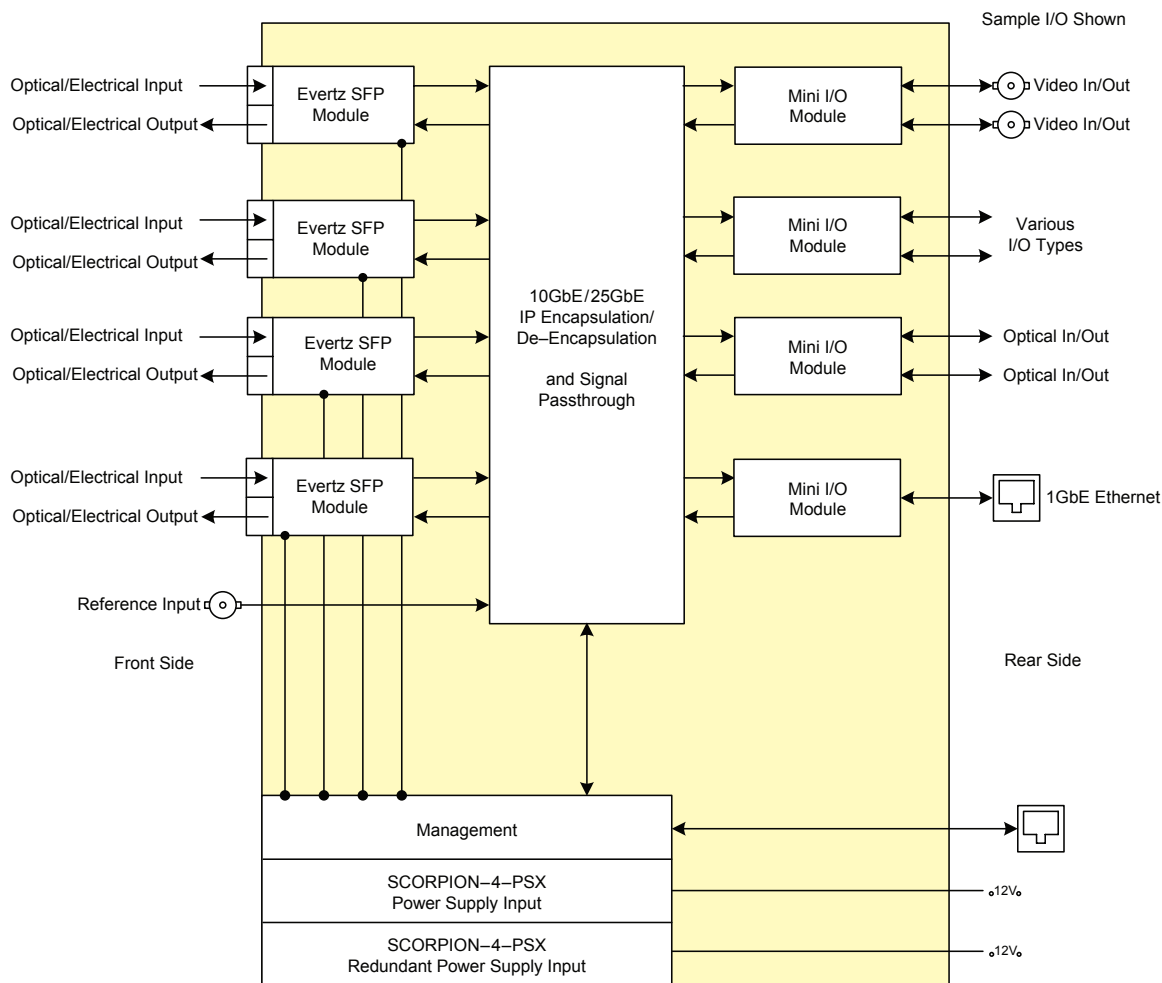 Sample I/O Shown
Optical/Electrical Input
Optical/Electrical Output
Evertz SFP
Module
Mini I/O
Module
Video In/Out
Video In/Out
Optical/Electrical Input
Optical/Electrical Output
Evertz SFP
Module
Mini I/O
Module
Various
I/O Types
10GbE/25GbE
IP Encapsulation/
De–Encapsulation
and Signal
Passthrough
Optical/Electrical Input
Optical/Electrical Output
Evertz SFP
Module
Mini I/O
Module
Optical In/Out
Optical In/Out
Optical/Electrical Input
Optical/Electrical Output
Evertz SFP
Module
Mini I/O
Module
1GbE Ethernet
Reference Input
Front Side
Rear Side
Management
SCORPION–4–PSX
Power Supply Input
12V
SCORPION–4–PSX
Redundant Power Supply Input
12V